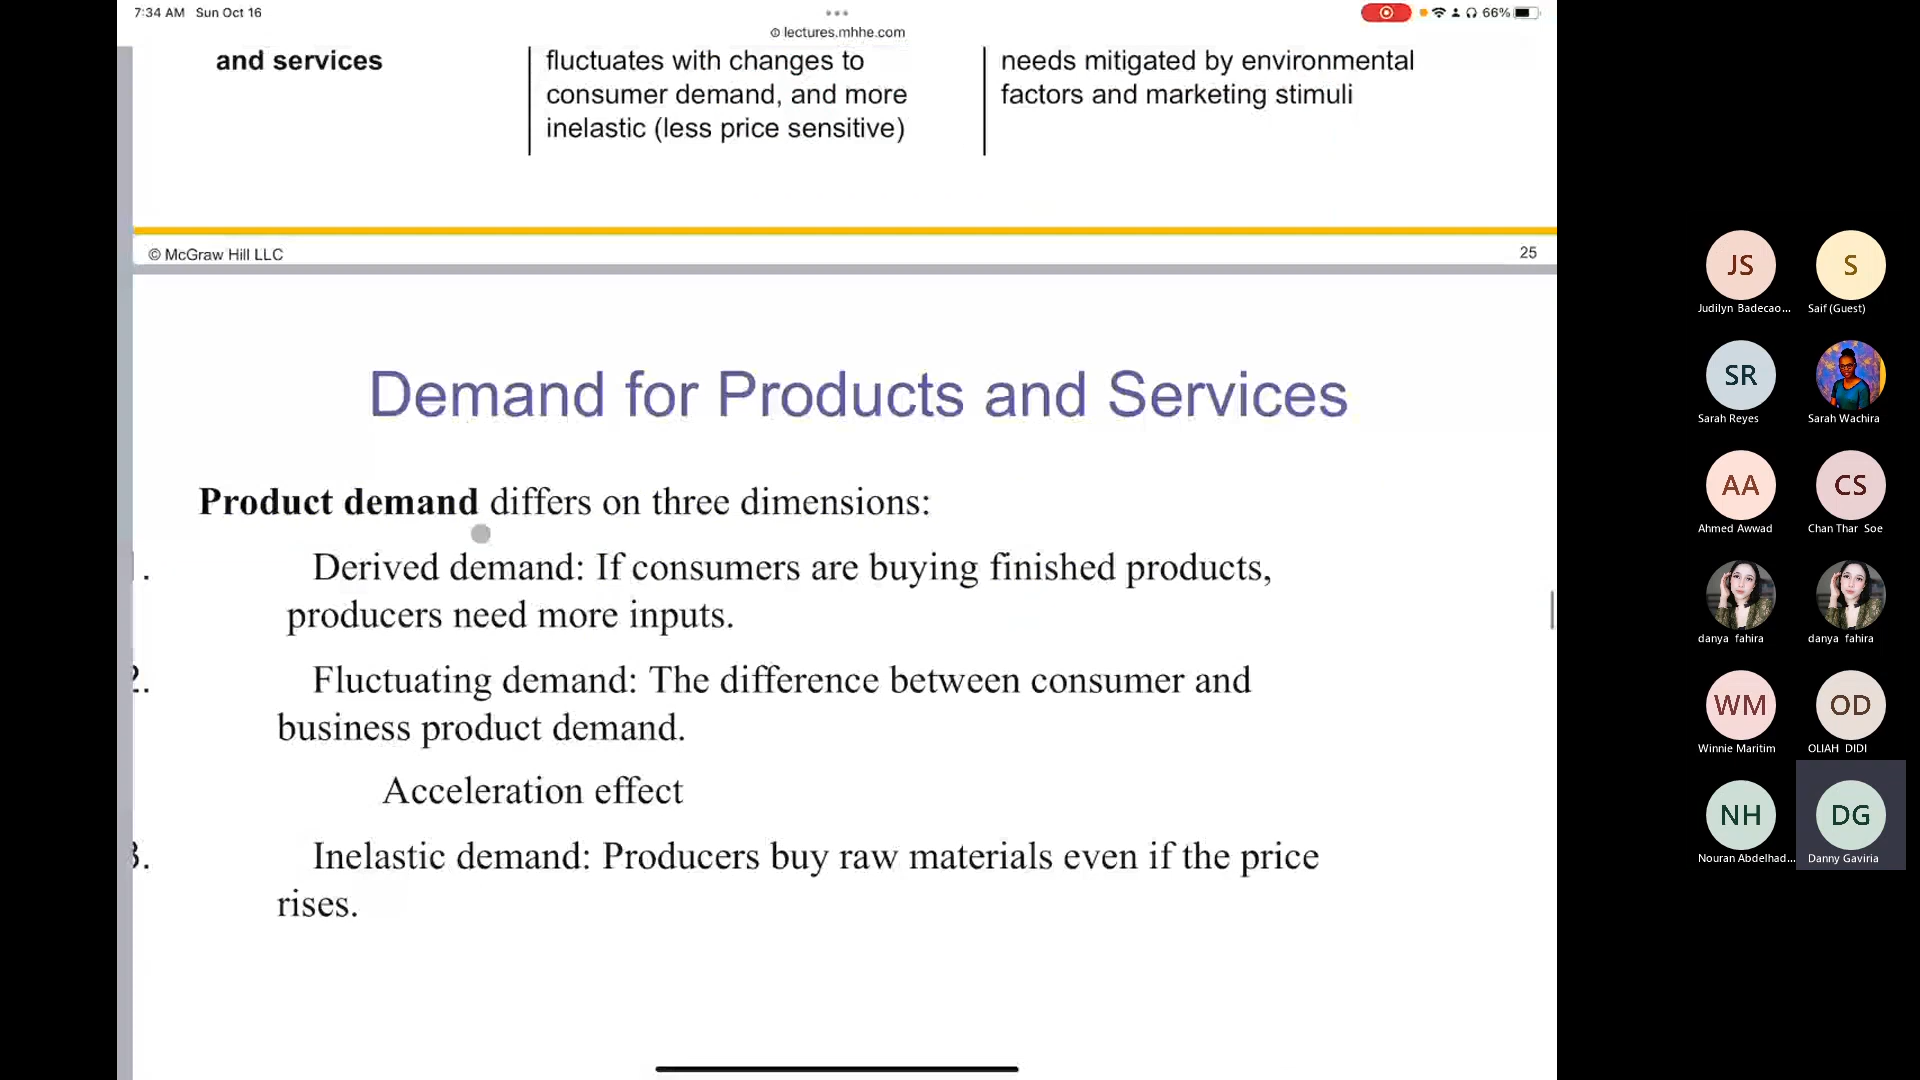 7:34 AM Sun Oct 16
66%
lectures.mhhe.com
and services
fluctuates with changes to
consumer demand, and more
inelastic (less price sensitive)
needs mitigated by environmental
factors and marketing stimuli
© McGraw Hill LLC
25
Demand for Products and Services
Product demand differs on three dimensions:
1. Derived demand: If consumers are buying finished products,
producers need more inputs.
2. Fluctuating demand: The difference between consumer and
business product demand.
Acceleration effect
3. Inelastic demand: Producers buy raw materials even if the price
rises.
JS
Judilyn Badecao...
S
Saif (Guest)
SR
Sarah Reyes
Sarah Wachira
AA
Ahmed Awwad
CS
Chan Thar Soe
danya fahira
danya fahira
WM
Winnie Maritim
OD
OLIAH DIDI
NH
Nouran Abdelhad...
DG
Danny Gaviria